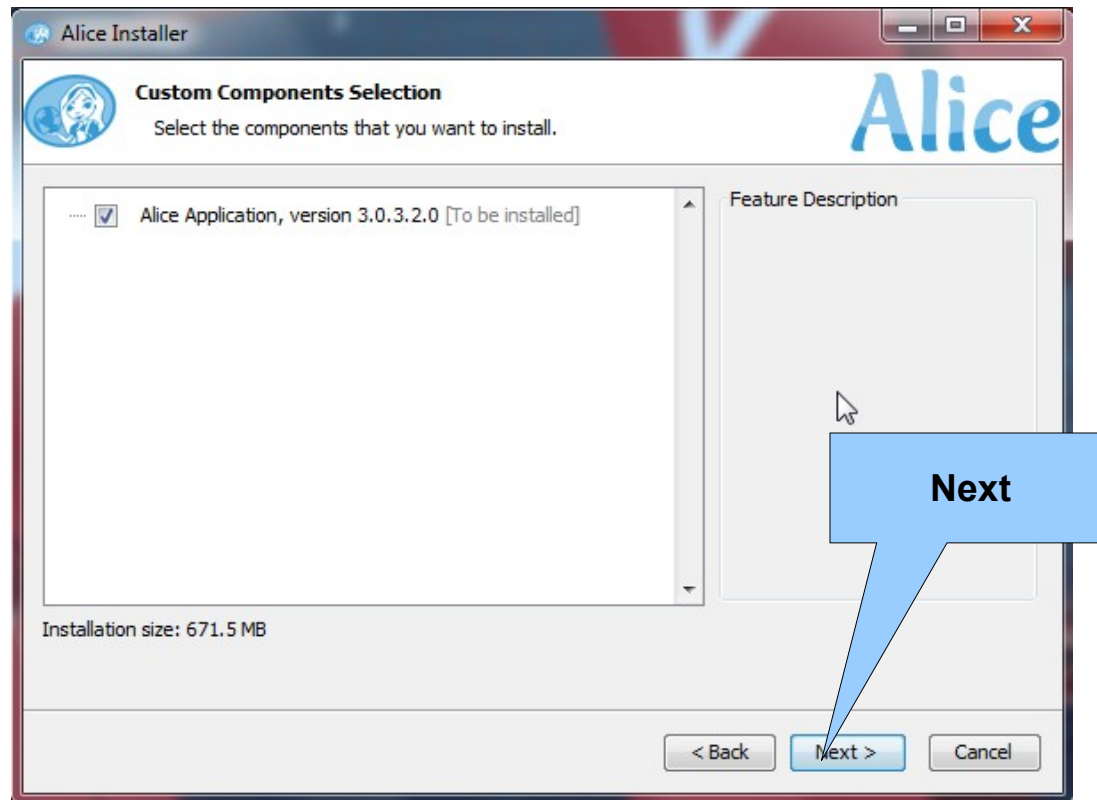 Alice Installer
Custom Components Selection
Select the components that you want to install.
Alice
Alice Application, version 3.0.3.2.0 [To be installed]
Feature Description
Next
Installation size: 671.5 MB
< Back
Next >
Cancel